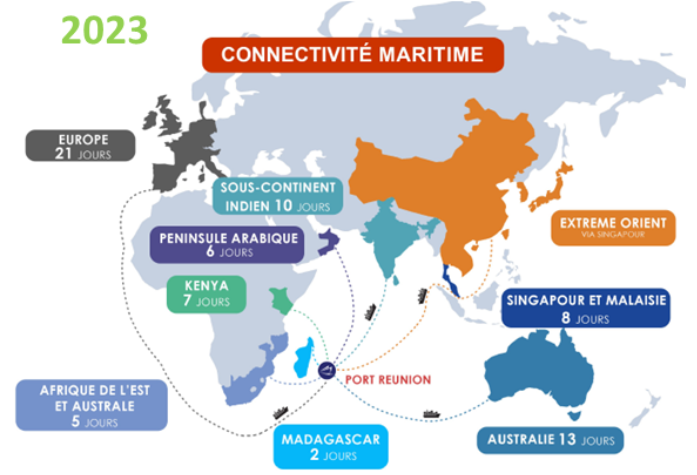 2023
CONNECTIVITÉ MARITIME
EUROPE
21 JOURS
SOUS-CONTINENT
INDIEN 10 JOURS
EXTREME ORIENT
VIA SINGAPOUR
PENINSULE ARABIQUE
6 JOURS
KENYA
7 JOURS
SINGAPOUR ET MALAISIE
8 JOURS
PORT REUNION
AFRIQUE DE L'EST
ET AUSTRALE
5 JOURS
MADAGASCAR
2 JOURS
AUSTRALIE 13 JOURS